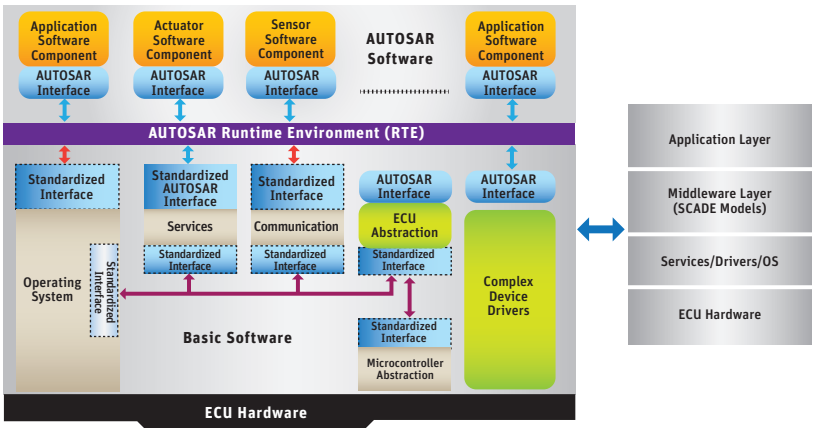 Application
Software
Component
AUTOSAR
Interface
Actuator
Software
Component
AUTOSAR
Interface
Sensor
Software
Component
AUTOSAR
Interface
AUTOSAR
Software
Application
Software
Component
AUTOSAR
Interface
AUTOSAR Runtime Environment (RTE)
Standardized
Interface
Operating
System
Standardized
Interface
Standardized
AUTOSAR
Interface
Services
Standardized
Interface
Standardized
Interface
Communication
Standardized
Interface
AUTOSAR
Interface
ECU
Abstraction
Standardized
Interface
Standardized
Interface
Microcontroller
Abstraction
AUTOSAR
Interface
Complex
Device
Drivers
Basic Software
ECU Hardware
Application Layer
Middleware Layer
(SCADE Models)
Services/Drivers/OS
ECU Hardware